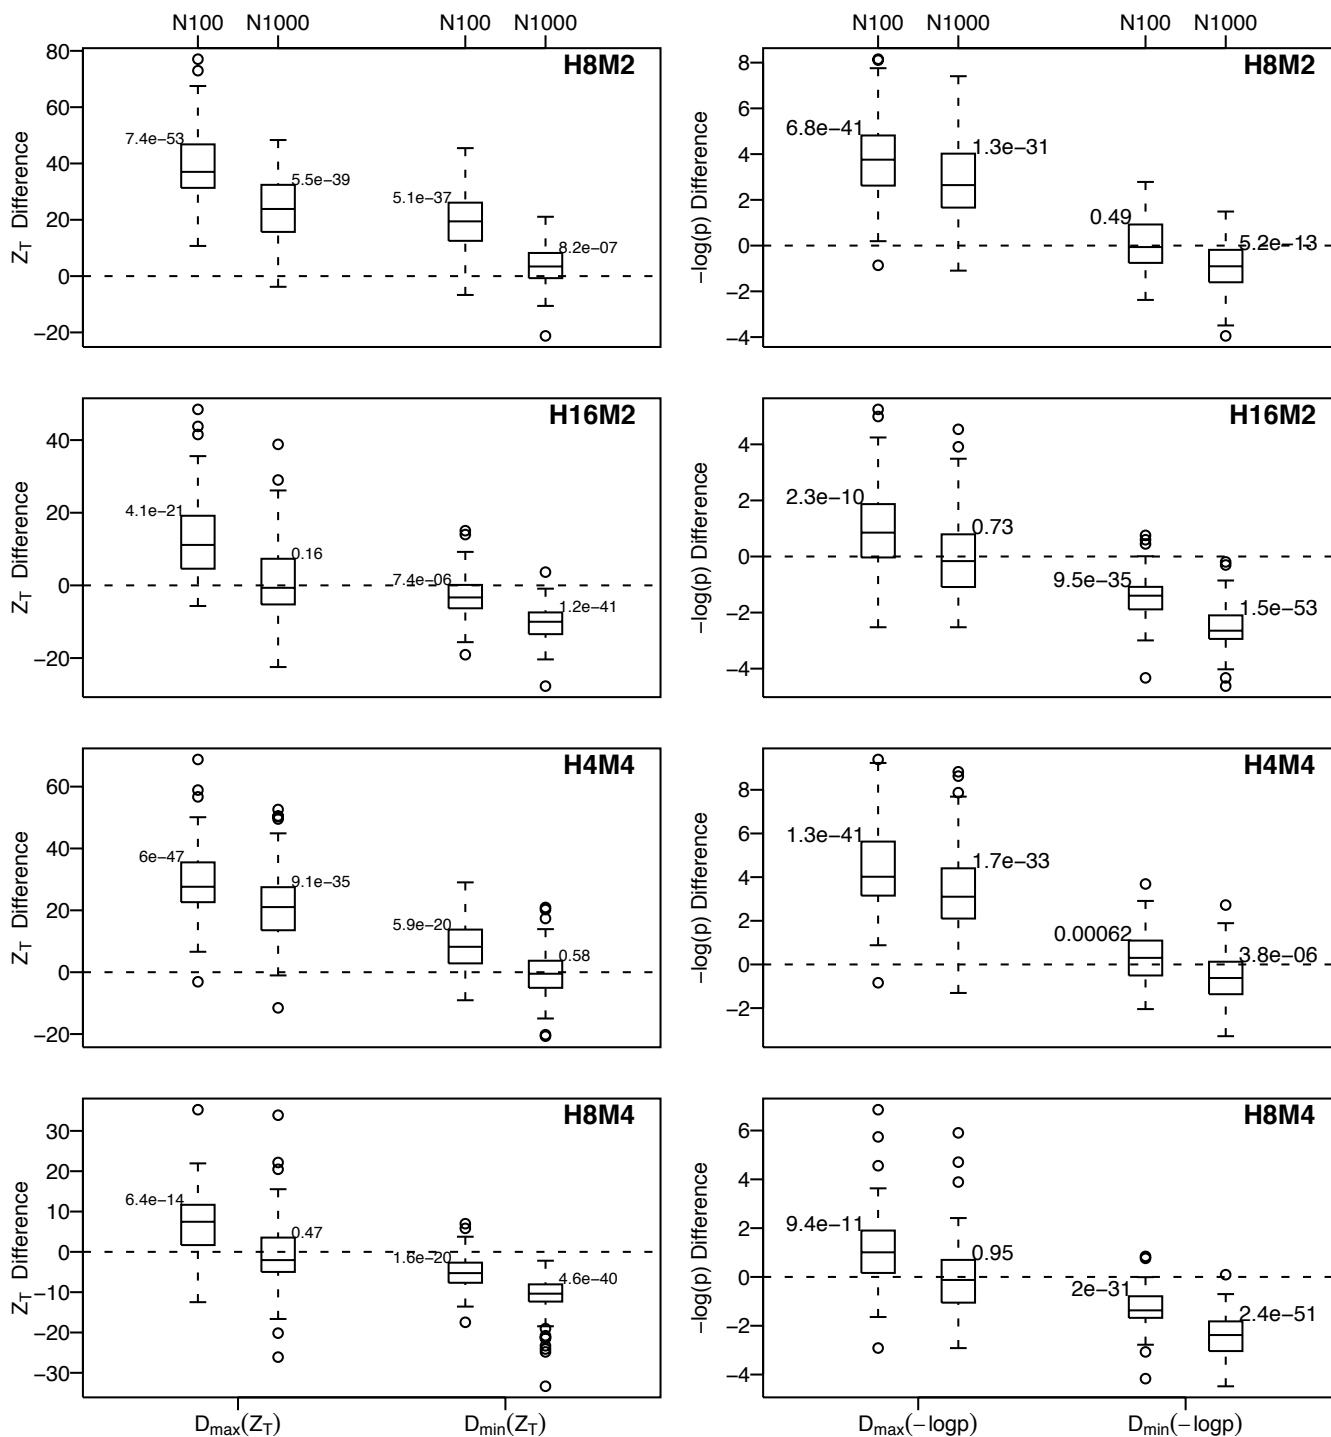 N100 N1000 N100 N1000
H8M2
Z_T Difference
80
60
40
20
0
−20
7.4e−53
5.5e−39
5.1e−37
8.2e−07
N100 N1000 N100 N1000
H8M2
−log(p) Difference
8
6
4
2
0
−2
−4
6.8e−41
1.3e−31
0.49
5.2e−13
H16M2
Z_T Difference
40
20
0
−20
4.1e−21
0.16
7.4e−06
1.2e−41
H16M2
−log(p) Difference
4
2
0
−2
−4
2.3e−10
0.73
9.5e−35
1.5e−53
H4M4
Z_T Difference
60
40
20
0
−20
6e−47
9.1e−35
5.9e−20
0.58
H4M4
−log(p) Difference
8
6
4
2
0
−2
1.3e−41
1.7e−33
0.00062
3.8e−06
H8M4
Z_T Difference
30
20
10
0
−10
−20
−30
6.4e−14
0.47
1.6e−20
4.6e−40
D_max(Z_T) D_min(Z_T)
H8M4
−log(p) Difference
6
4
2
0
−2
−4
9.4e−11
0.95
2e−31
2.4e−51
D_max(−logp) D_min(−logp)